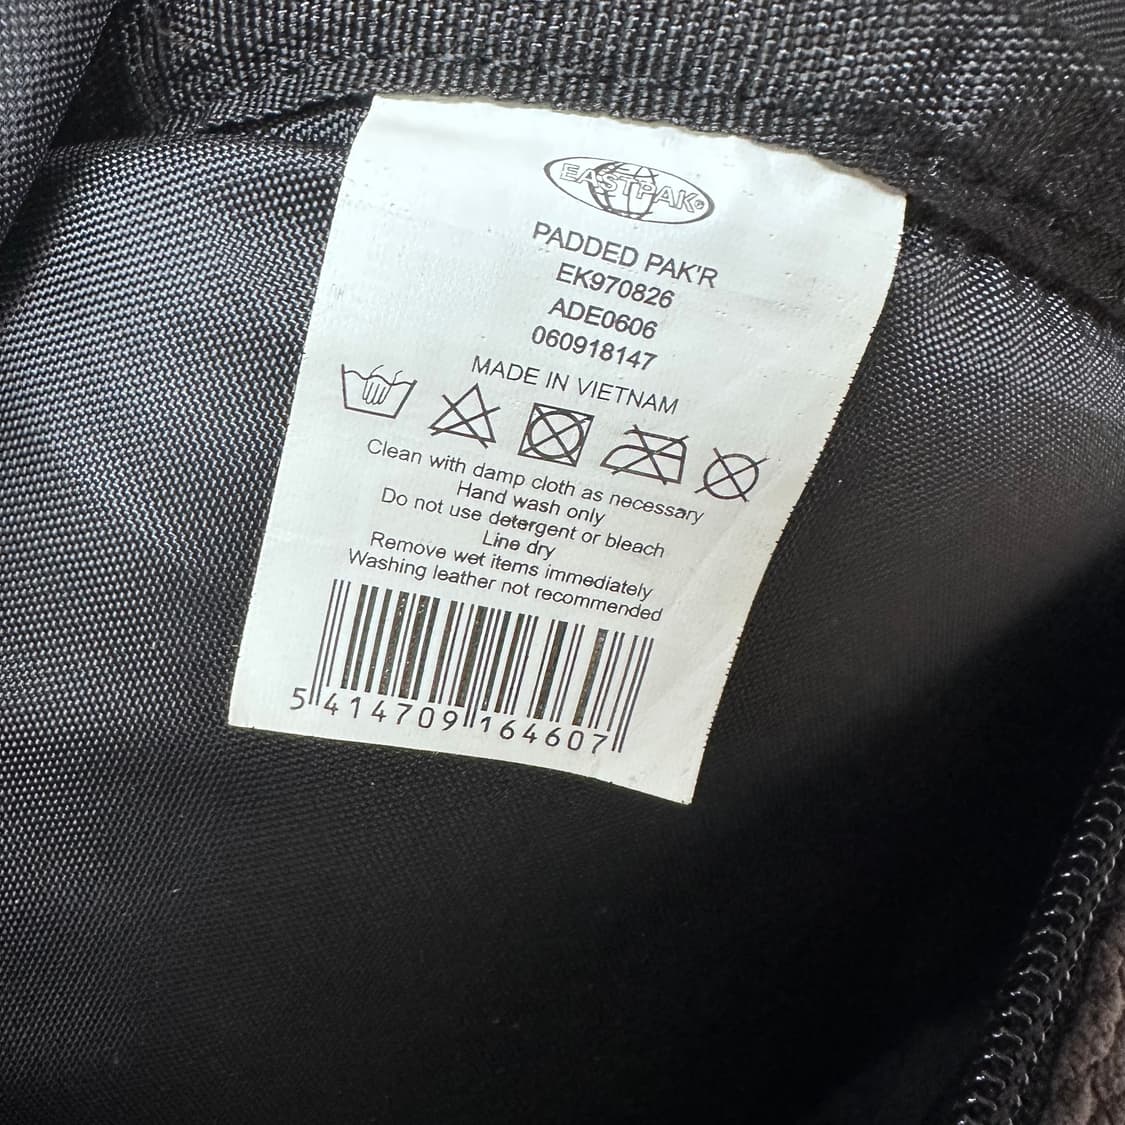 EASTPAK®
PADDED PAK'R
EK970826
ADE0606
060918147
MADE IN VIETNAM
Clean with damp cloth as necessary
Hand wash only
Do not use detergent or bleach
Line dry
Remove wet items immediately
Washing leather not recommended
5 414709 164607